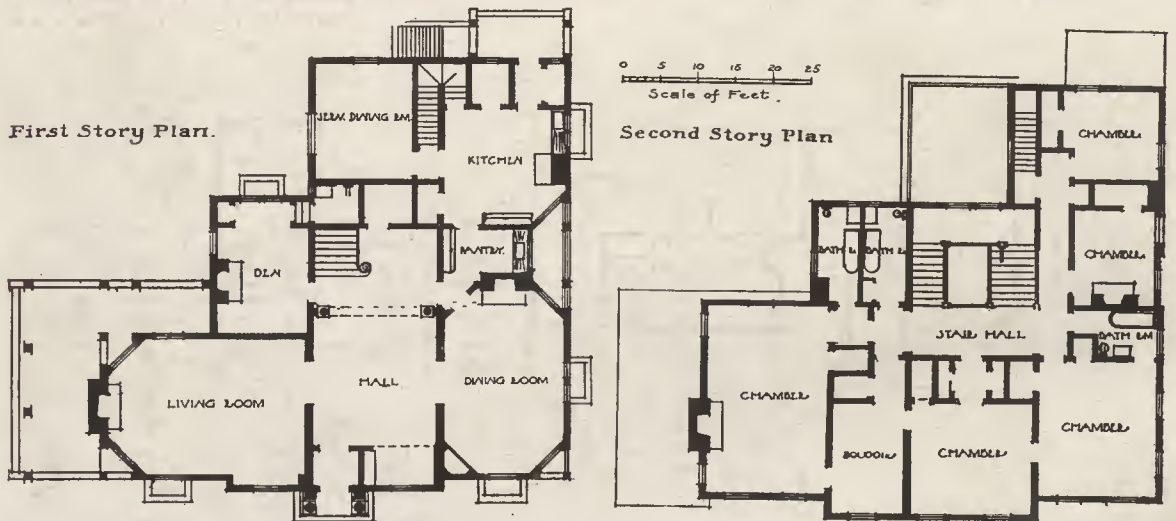 First Story Plan.
SERV. DINING RM.
KITCHEN
PANTRY.
DEN
HALL
LIVING ROOM
DINING ROOM
0 5 10 15 20 25
Scale of Feet.
Second Story Plan
CHAMBER
BATH R.
BATH R.
CHAMBER
STAIR HALL
BATH RM
CHAMBER
CHAMBER
BOUDOIR
CHAMBER